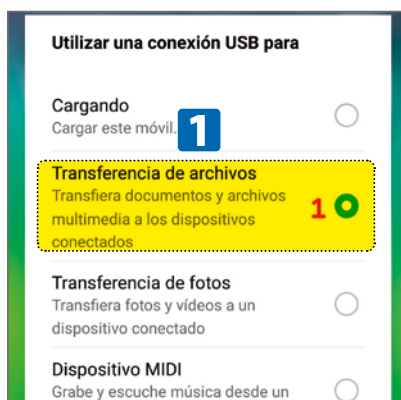 Utilizar una conexión USB para
Cargando
Cargar este móvil.
1
Transferencia de archivos
Transfiera documentos y archivos
multimedia a los dispositivos
conectados
1
Transferencia de fotos
Transfiera fotos y vídeos a un
dispositivo conectado
Dispositivo MIDI
Grabe y escuche música desde un